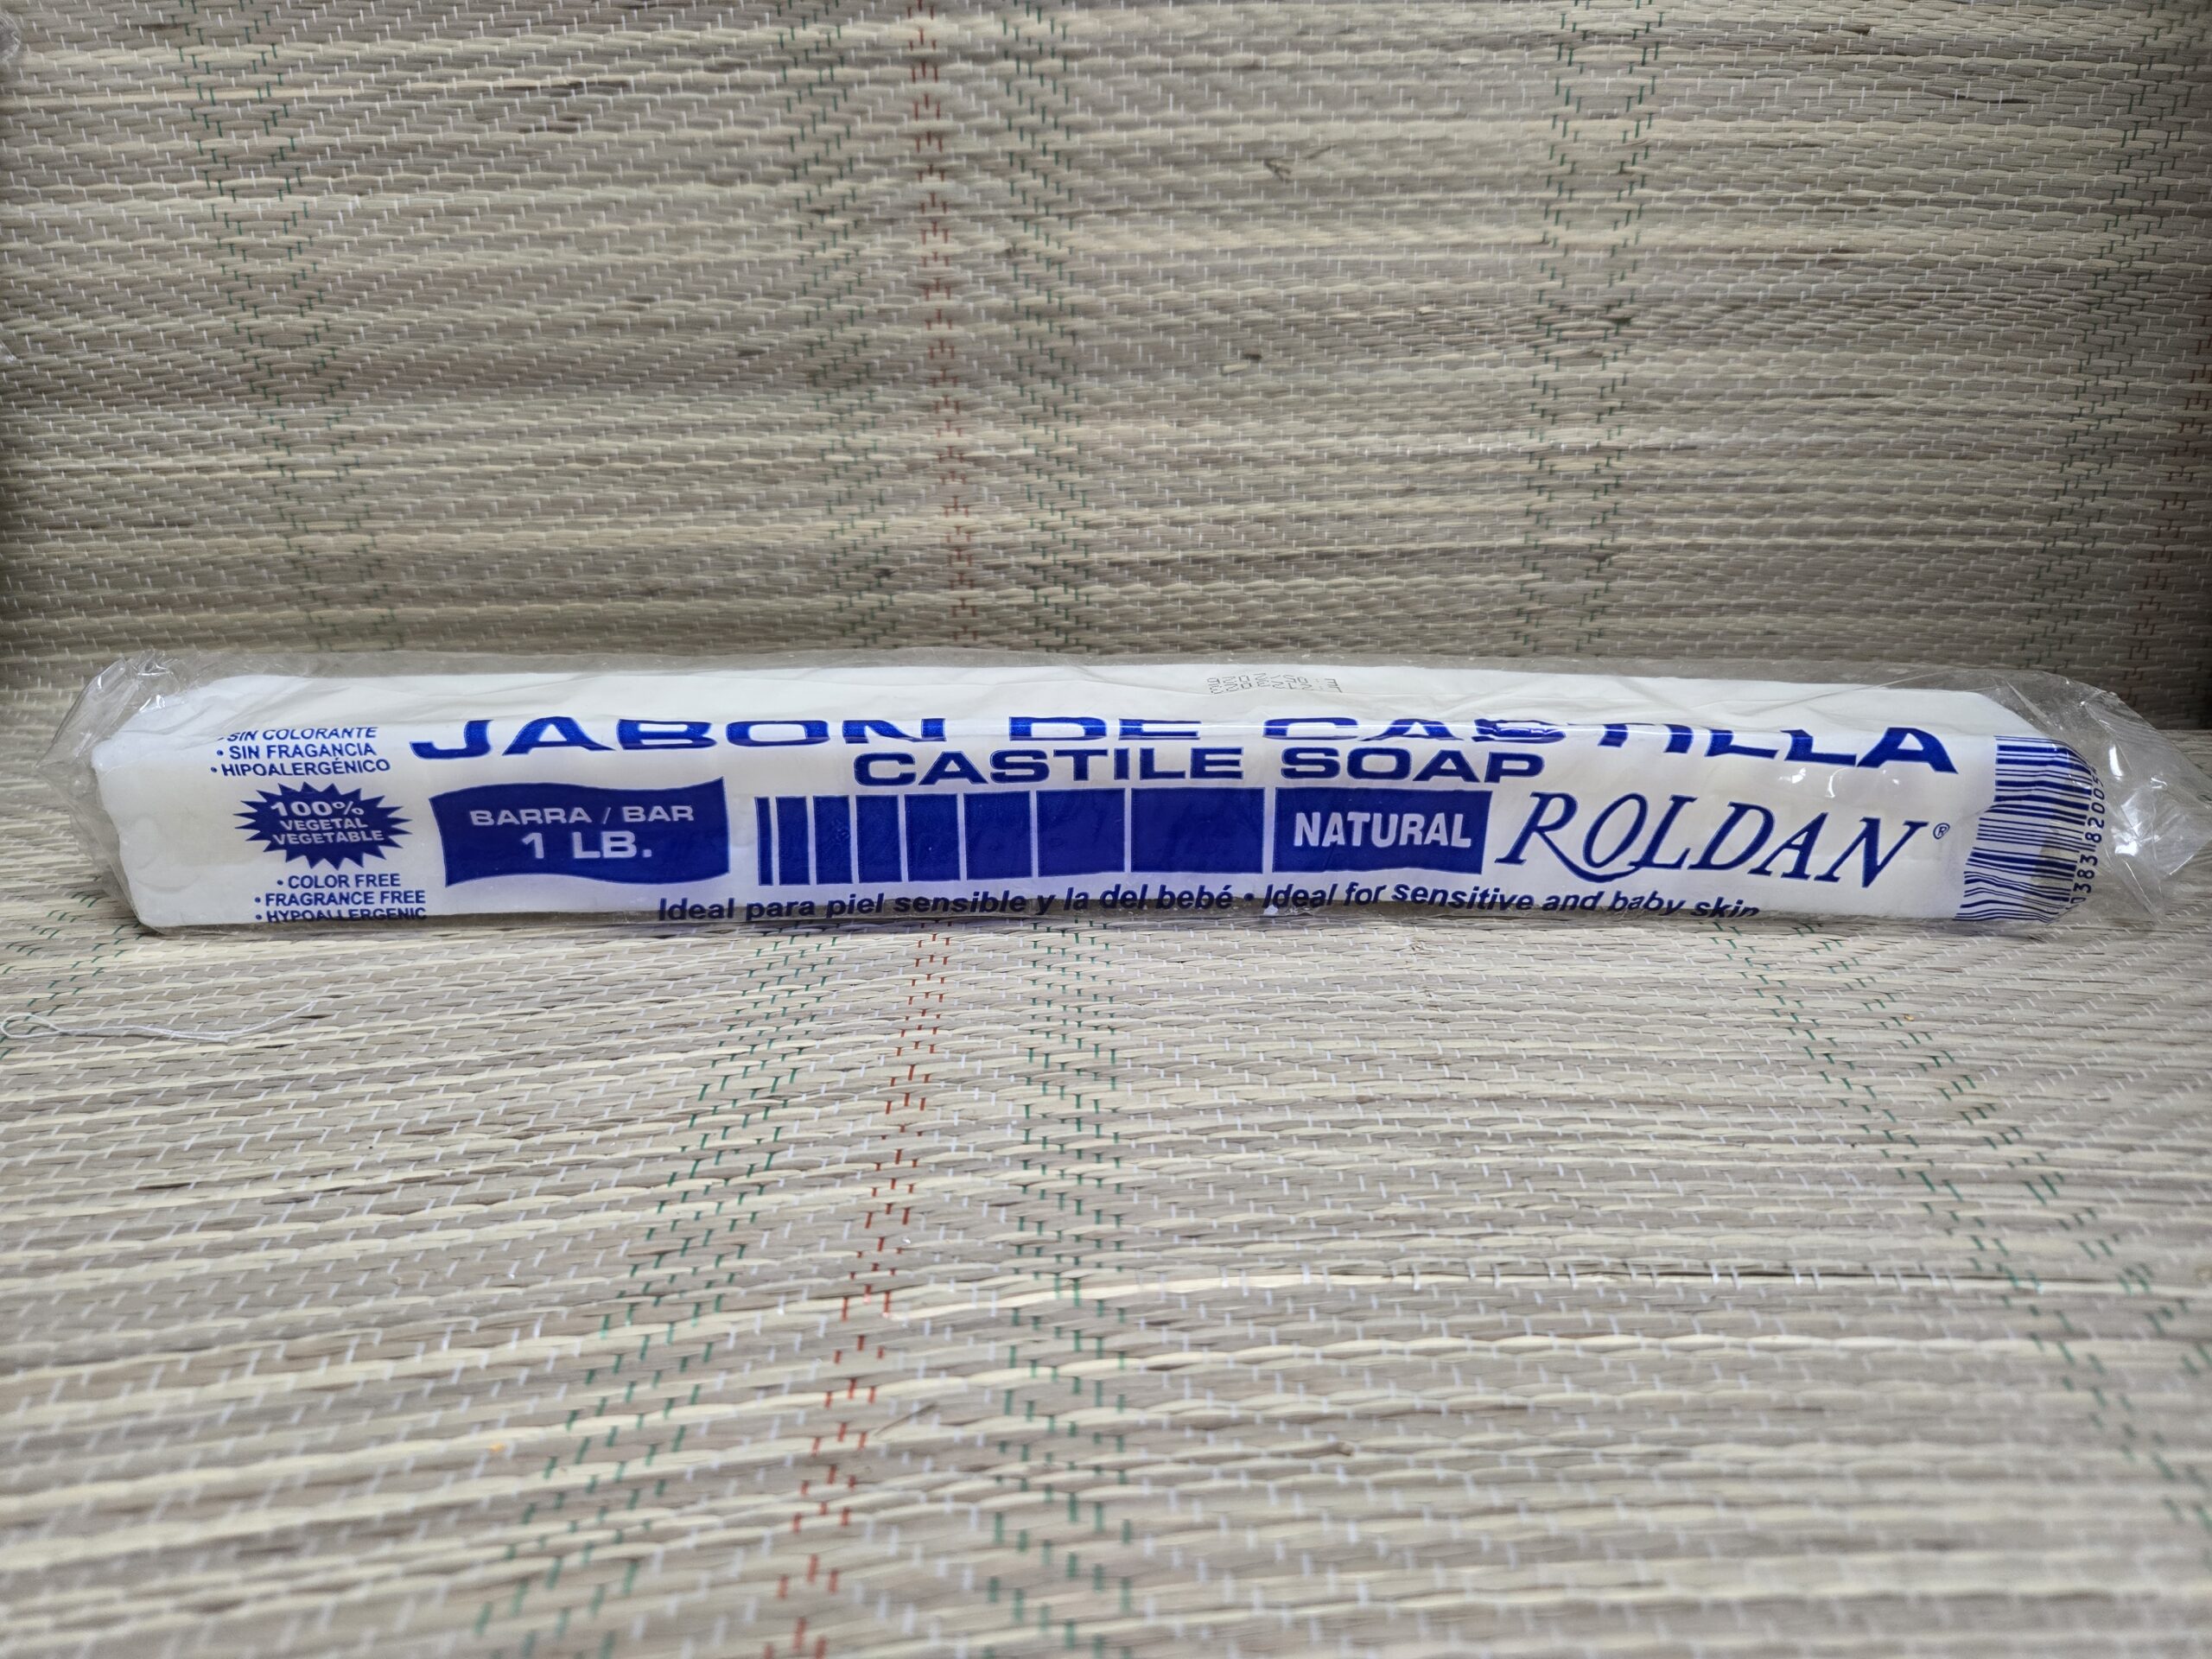 • SIN COLORANTE
• SIN FRAGANCIA
• HIPOALERGÉNICO
100%
VEGETAL
VEGETABLE
• COLOR FREE
• FRAGRANCE FREE
• HYPOALLERGENIC
JABON DE CASTILLA
CASTILE SOAP
BARRA / BAR
1 LB.
NATURAL
ROLDAN®
Ideal para piel sensible y la del bebé • Ideal for sensitive and baby skin